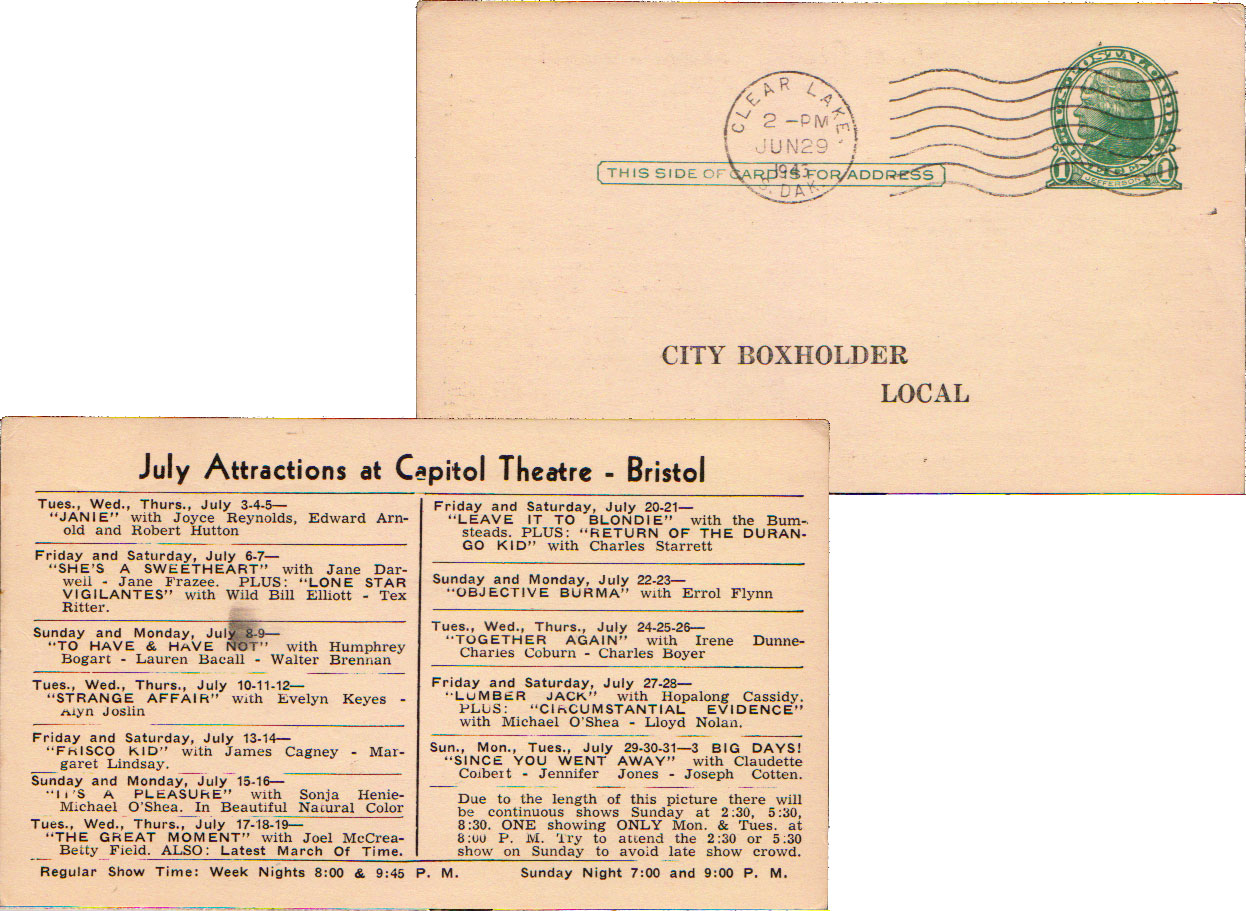 CLEAR LAKE,
2-PM
JUN29
S. DAK.
U.S. POSTAL CARD
1 JEFFERSON 1
THIS SIDE OF CARD IS FOR ADDRESS
CITY BOXHOLDER
LOCAL
July Attractions at Capitol Theatre - Bristol
Tues., Wed., Thurs., July 3-4-5—
"JANIE" with Joyce Reynolds, Edward Arn-
old and Robert Hutton
Friday and Saturday, July 6-7—
"SHE'S A SWEETHEART" with Jane Dar-
well - Jane Frazee. PLUS: "LONE STAR
VIGILANTES" with Wild Bill Elliott - Tex
Ritter.
Sunday and Monday, July 8-9—
"TO HAVE & HAVE NOT" with Humphrey
Bogart - Lauren Bacall - Walter Brennan
Tues., Wed., Thurs., July 10-11-12—
"STRANGE AFFAIR" with Evelyn Keyes -
Alyn Joslin
Friday and Saturday, July 13-14—
"FRISCO KID" with James Cagney - Mar-
garet Lindsay.
Sunday and Monday, July 15-16—
"IT'S A PLEASURE" with Sonja Henie-
Michael O'Shea. In Beautiful Natural Color
Tues., Wed., Thurs., July 17-18-19—
"THE GREAT MOMENT" with Joel McCrea-
Betty Field. ALSO: Latest March Of Time.
Friday and Saturday, July 20-21—
"LEAVE IT TO BLONDIE" with the Bum-
steads. PLUS: "RETURN OF THE DURAN-
GO KID" with Charles Starrett
Sunday and Monday, July 22-23—
"OBJECTIVE BURMA" with Errol Flynn
Tues., Wed., Thurs., July 24-25-26—
"TOGETHER AGAIN" with Irene Dunne-
Charles Coburn - Charles Boyer
Friday and Saturday, July 27-28—
"LUMBER JACK" with Hopalong Cassidy.
PLUS: "CIRCUMSTANTIAL EVIDENCE"
with Michael O'Shea - Lloyd Nolan.
Sun., Mon., Tues., July 29-30-31—3 BIG DAYS!
"SINCE YOU WENT AWAY" with Claudette
Colbert - Jennifer Jones - Joseph Cotten.
Due to the length of this picture there will
be continuous shows Sunday at 2:30, 5:30,
8:30. ONE showing ONLY Mon. & Tues. at
8:00 P. M. Try to attend the 2:30 or 5:30
show on Sunday to avoid late show crowd.
Regular Show Time: Week Nights 8:00 & 9:45 P. M. Sunday Night 7:00 and 9:00 P. M.